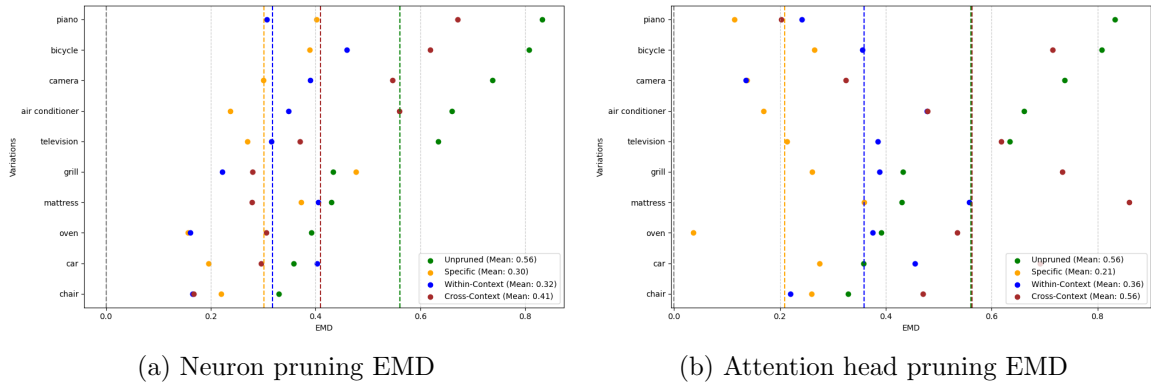 piano
bicycle
camera
air conditioner
television
grill
mattress
oven
car
chair
Variations
0.0 0.2 0.4 0.6 0.8
EMD
Unpruned (Mean: 0.56)
Specific (Mean: 0.30)
Within-Context (Mean: 0.32)
Cross-Context (Mean: 0.41)
(a) Neuron pruning EMD
piano
bicycle
camera
air conditioner
television
grill
mattress
oven
car
chair
Variations
0.0 0.2 0.4 0.6 0.8
EMD
Unpruned (Mean: 0.56)
Specific (Mean: 0.21)
Within-Context (Mean: 0.36)
Cross-Context (Mean: 0.56)
(b) Attention head pruning EMD